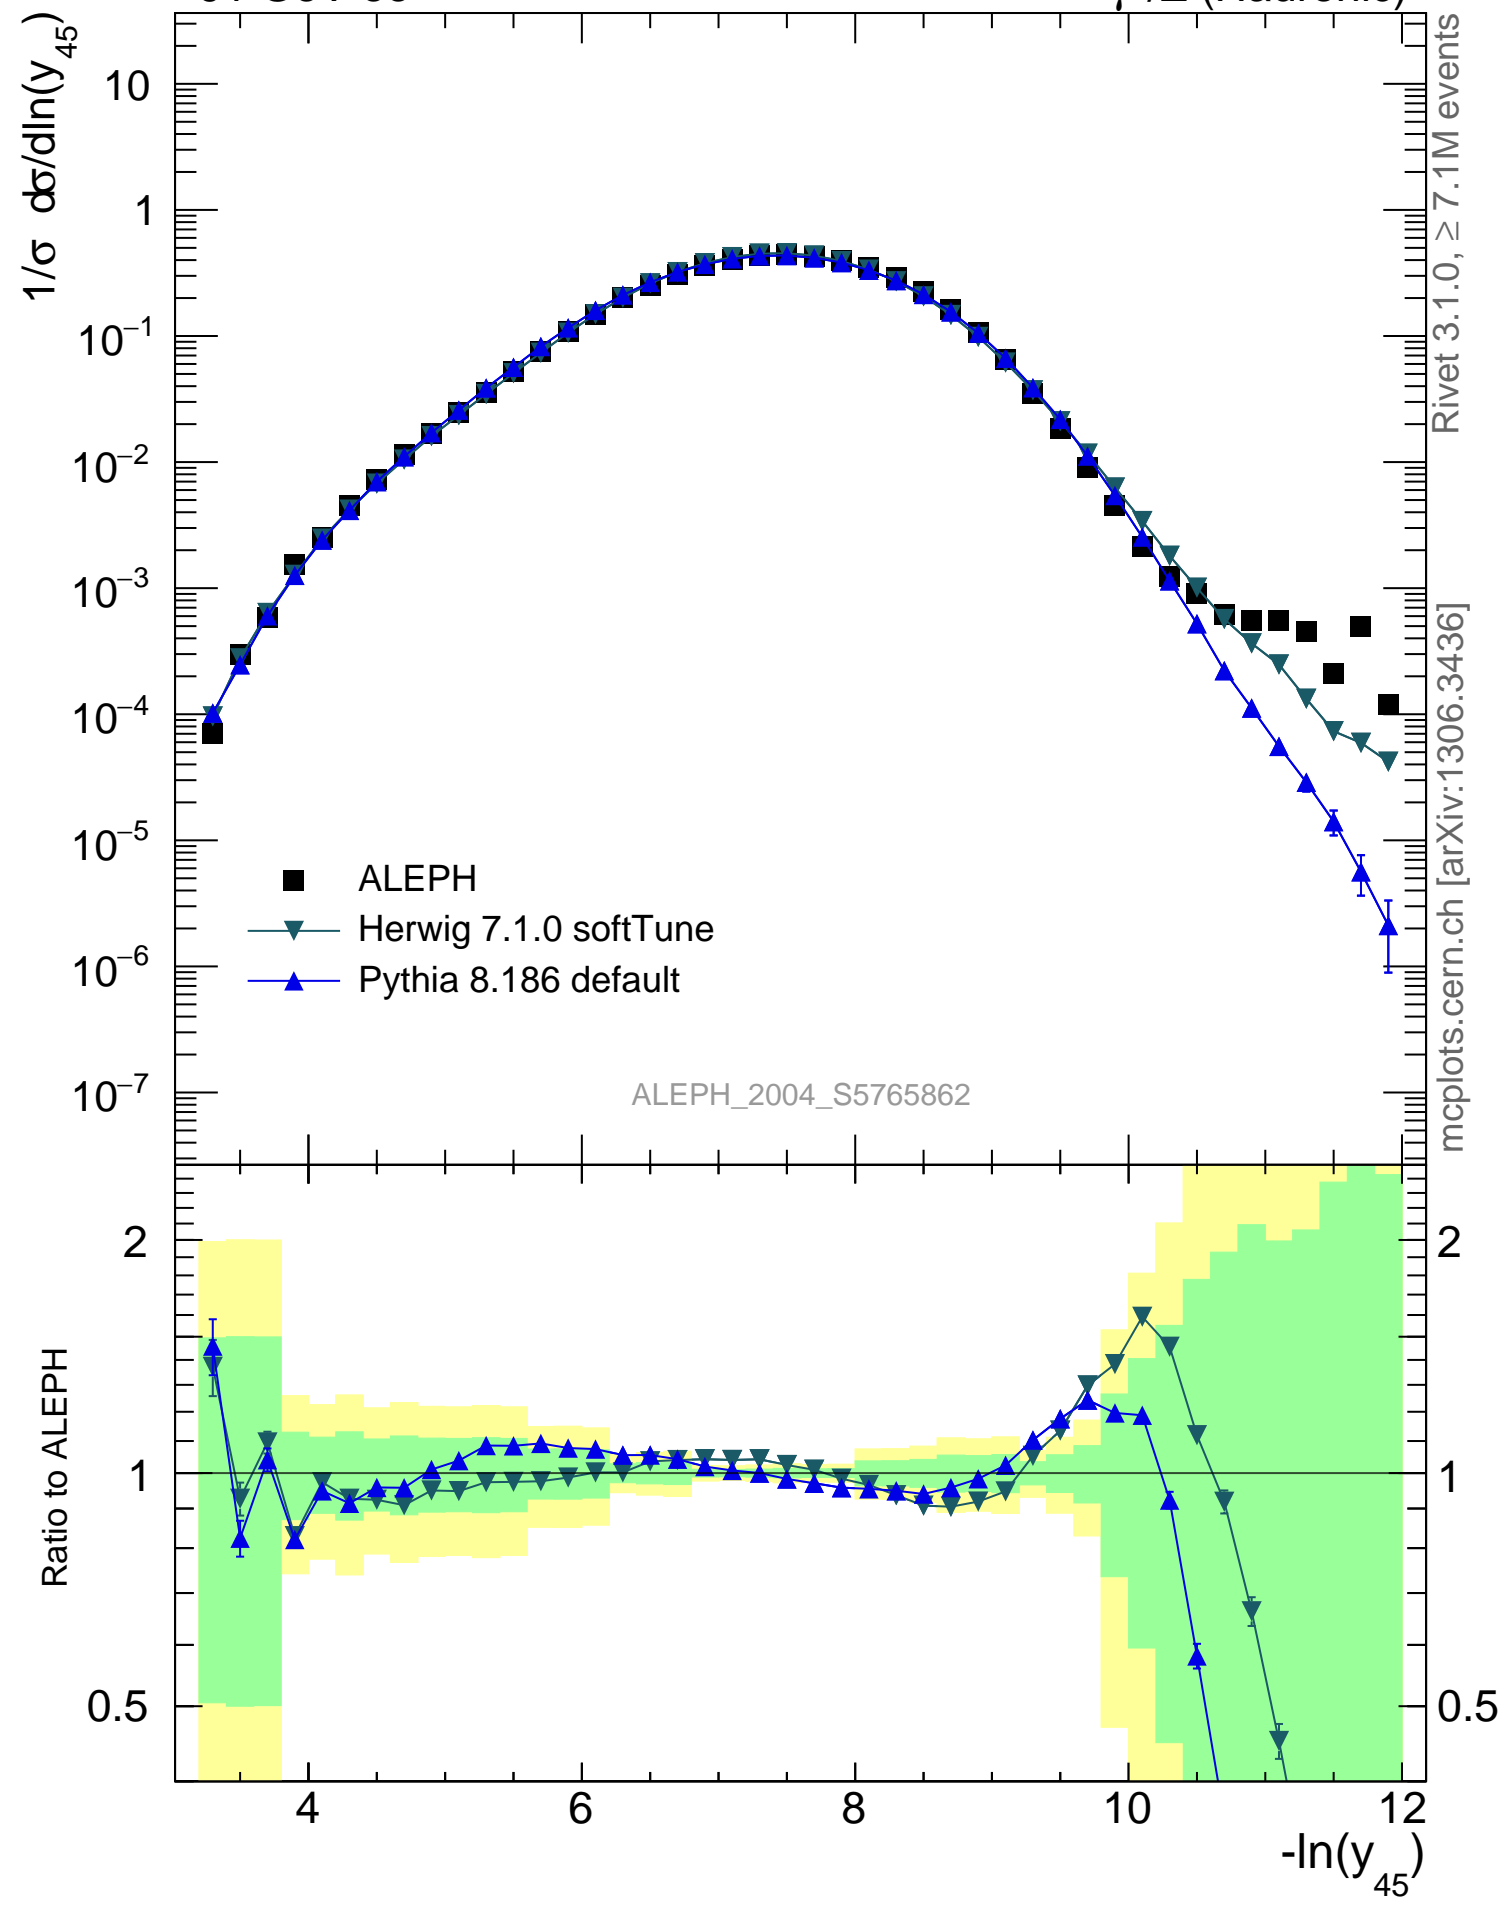 1/σ dσ/dln(y45)
10
1
10−1
10−2
10−3
10−4
10−5
10−6
10−7
ALEPH
Herwig 7.1.0 softTune
Pythia 8.186 default
ALEPH_2004_S5765862
Rivet 3.1.0, ≥ 7.1M events
mcplots.cern.ch [arXiv:1306.3436]
Ratio to ALEPH
2
1
0.5
2
1
0.5
4 6 8 10 12
-ln(y45)